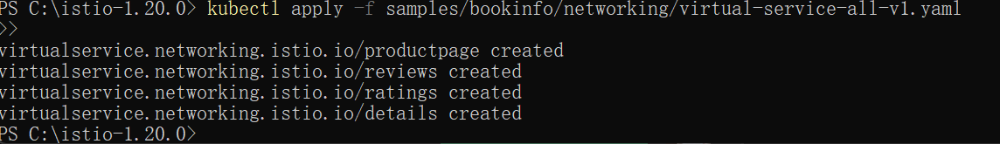 PS C:\istio-1.20.0> kubectl apply -f samples/bookinfo/networking/virtual-service-all-v1.yaml
>>
virtualservice.networking.istio.io/productpage created
virtualservice.networking.istio.io/reviews created
virtualservice.networking.istio.io/ratings created
virtualservice.networking.istio.io/details created
PS C:\istio-1.20.0>